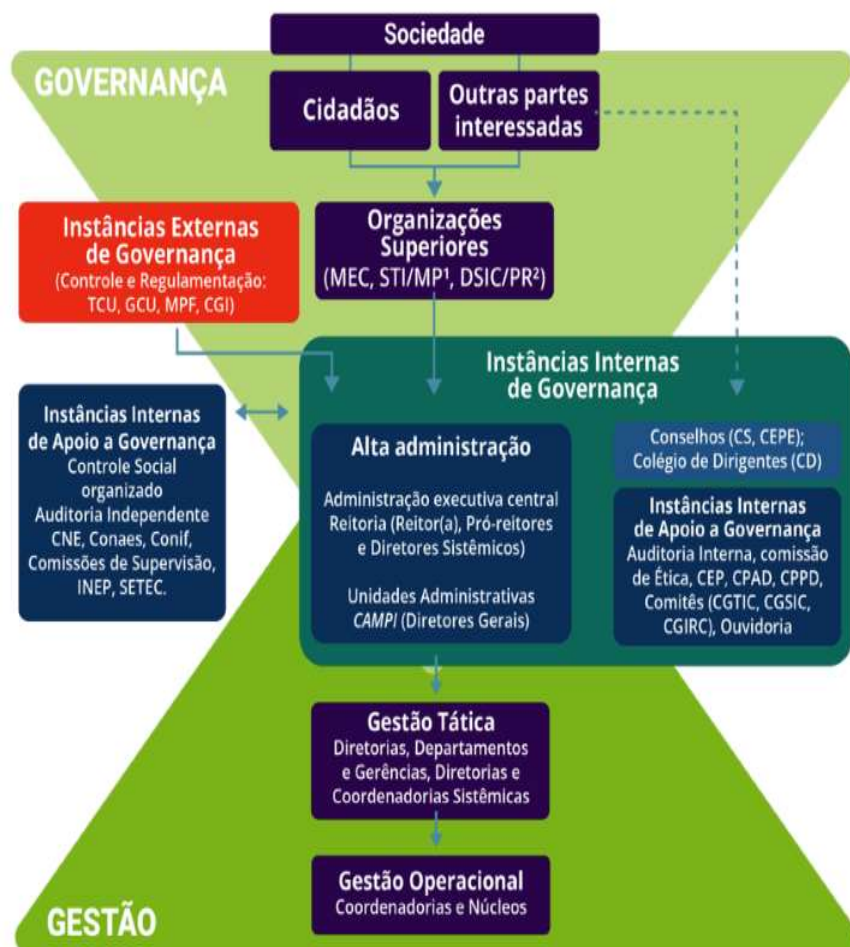 Sociedade
GOVERNANÇA
Cidadãos
Outras partes
interessadas
Instâncias Externas
de Governança
(Controle e Regulamentação:
TCU, GCU, MPF, CGI)
Organizações
Superiores
(MEC, STI/MP¹, DSIC/PR²)
Instâncias Internas
de Governança
Instâncias Internas
de Apoio a Governança
Controle Social
organizado
Auditoria Independente
CNE, Conaes, Conif,
Comissões de Supervisão,
INEP, SETEC.
Alta administração
Administração executiva central
Reitoria (Reitor(a), Pró-reitores
e Diretores Sistêmicos)
Unidades Administrativas
CAMPI (Diretores Gerais)
Conselhos (CS, CEPE);
Colégio de Dirigentes (CD)
Instâncias Internas
de Apoio a Governança
Auditoria Interna, comissão
de Ética, CEP, CPAD, CPPD,
Comitês (CGTIC, CGSIC,
CGIRC), Ouvidoria
Gestão Tática
Diretorias, Departamentos
e Gerências, Diretorias e
Coordenadorias Sistêmicas
Gestão Operacional
Coordenadorias e Núcleos
GESTÃO